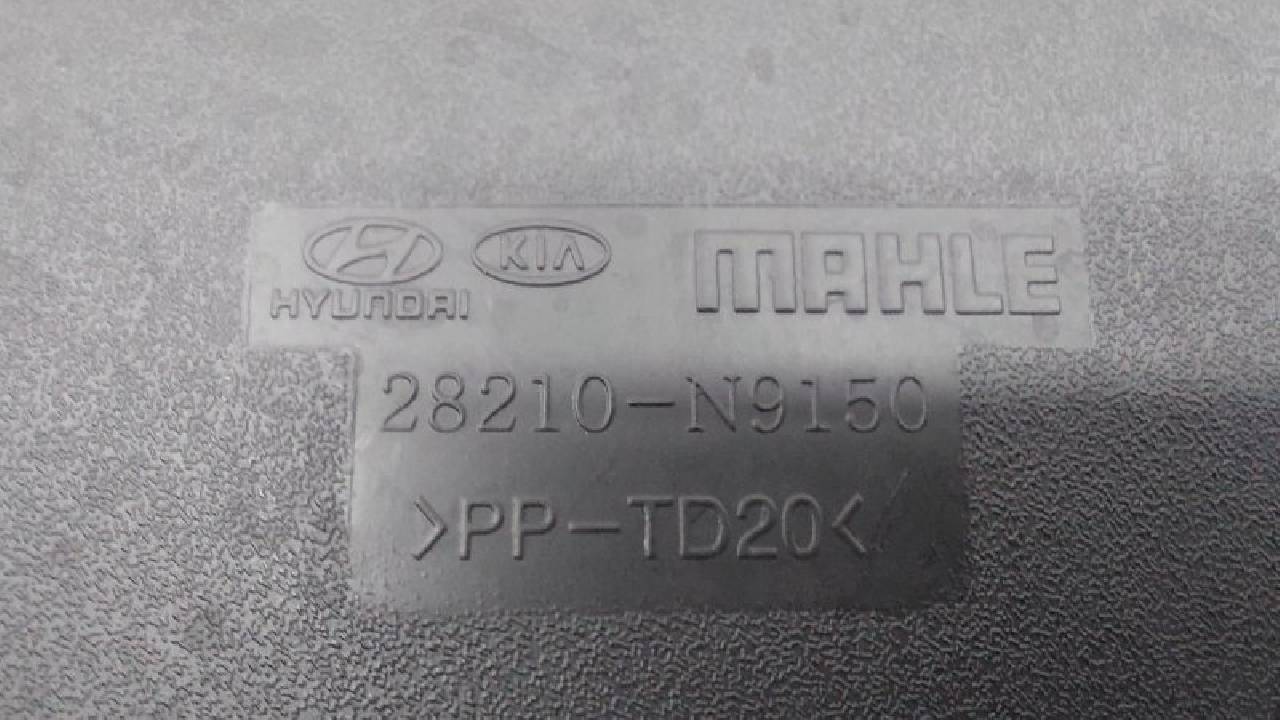 KIA MAHLE
HYUNDAI
28210-N9150
>PP-TD20<